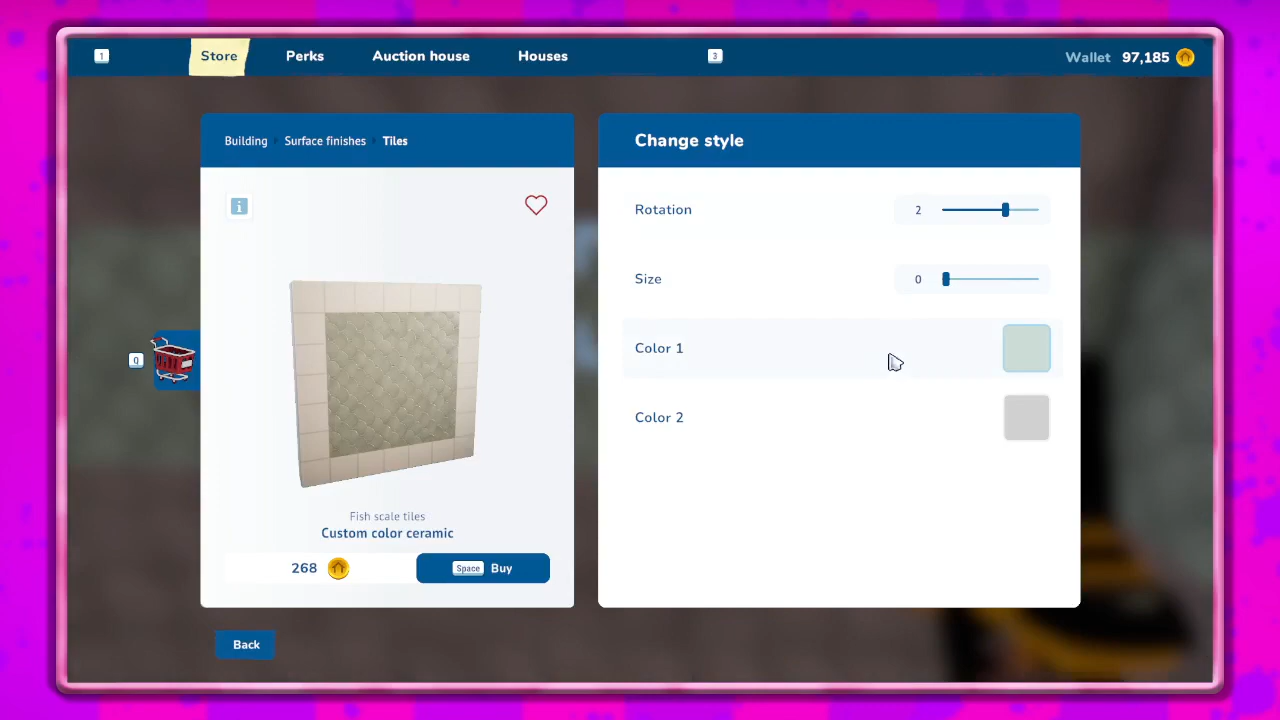 1
Store
Perks
Auction house
Houses
3
Wallet 97,185
Building Surface finishes Tiles
i
Q
Fish scale tiles
Custom color ceramic
268
Space Buy
Back
Change style
Rotation 2
Size 0
Color 1
Color 2